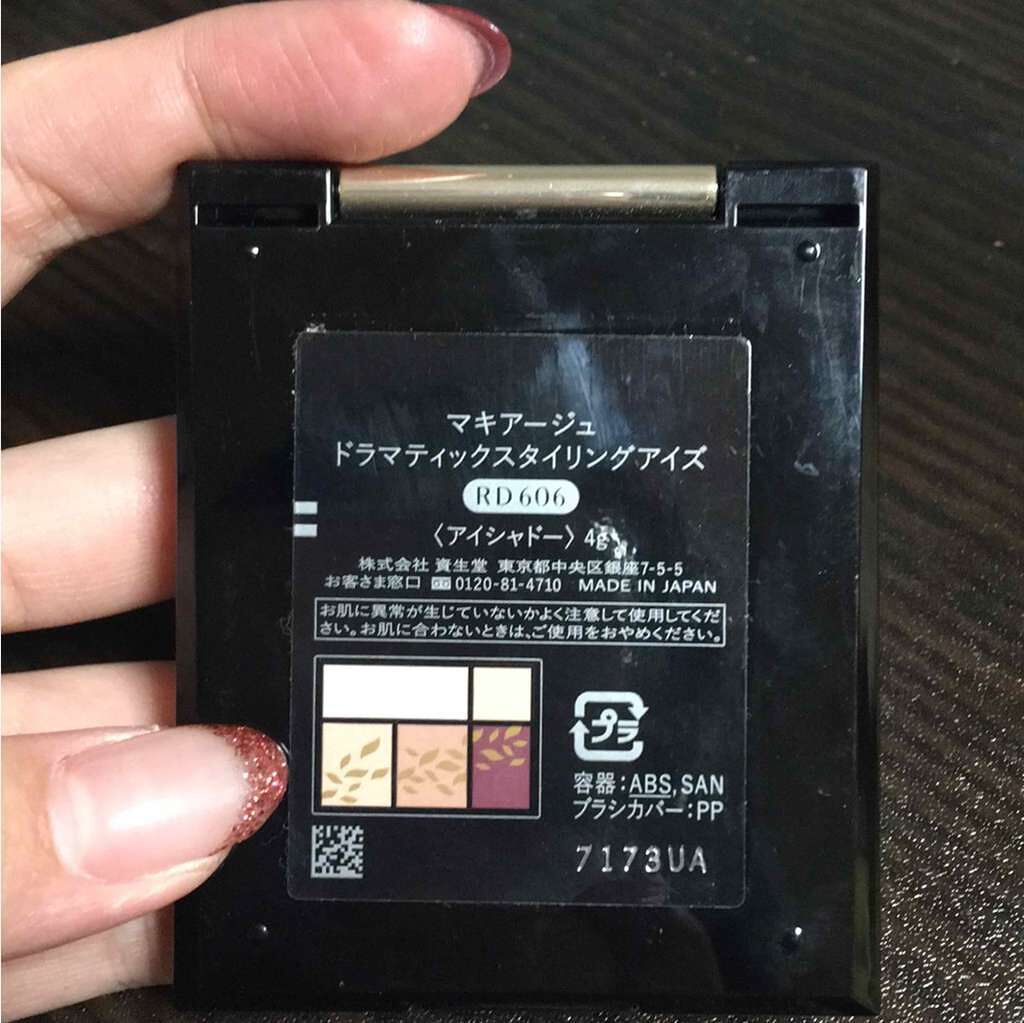 マキアージュ
ドラマティックスタイリングアイズ
RD606
〈アイシャドー〉 4g
株式会社 資生堂 東京都中央区銀座7-5-5
お客さま窓口 0120-81-4710 MADE IN JAPAN
お肌に異常が生じていないかよく注意して使用してくだ
さい。お肌に合わないときは、ご使用をおやめください。
プラ
容器:ABS,SAN
ブラシカバー:PP
7173UA